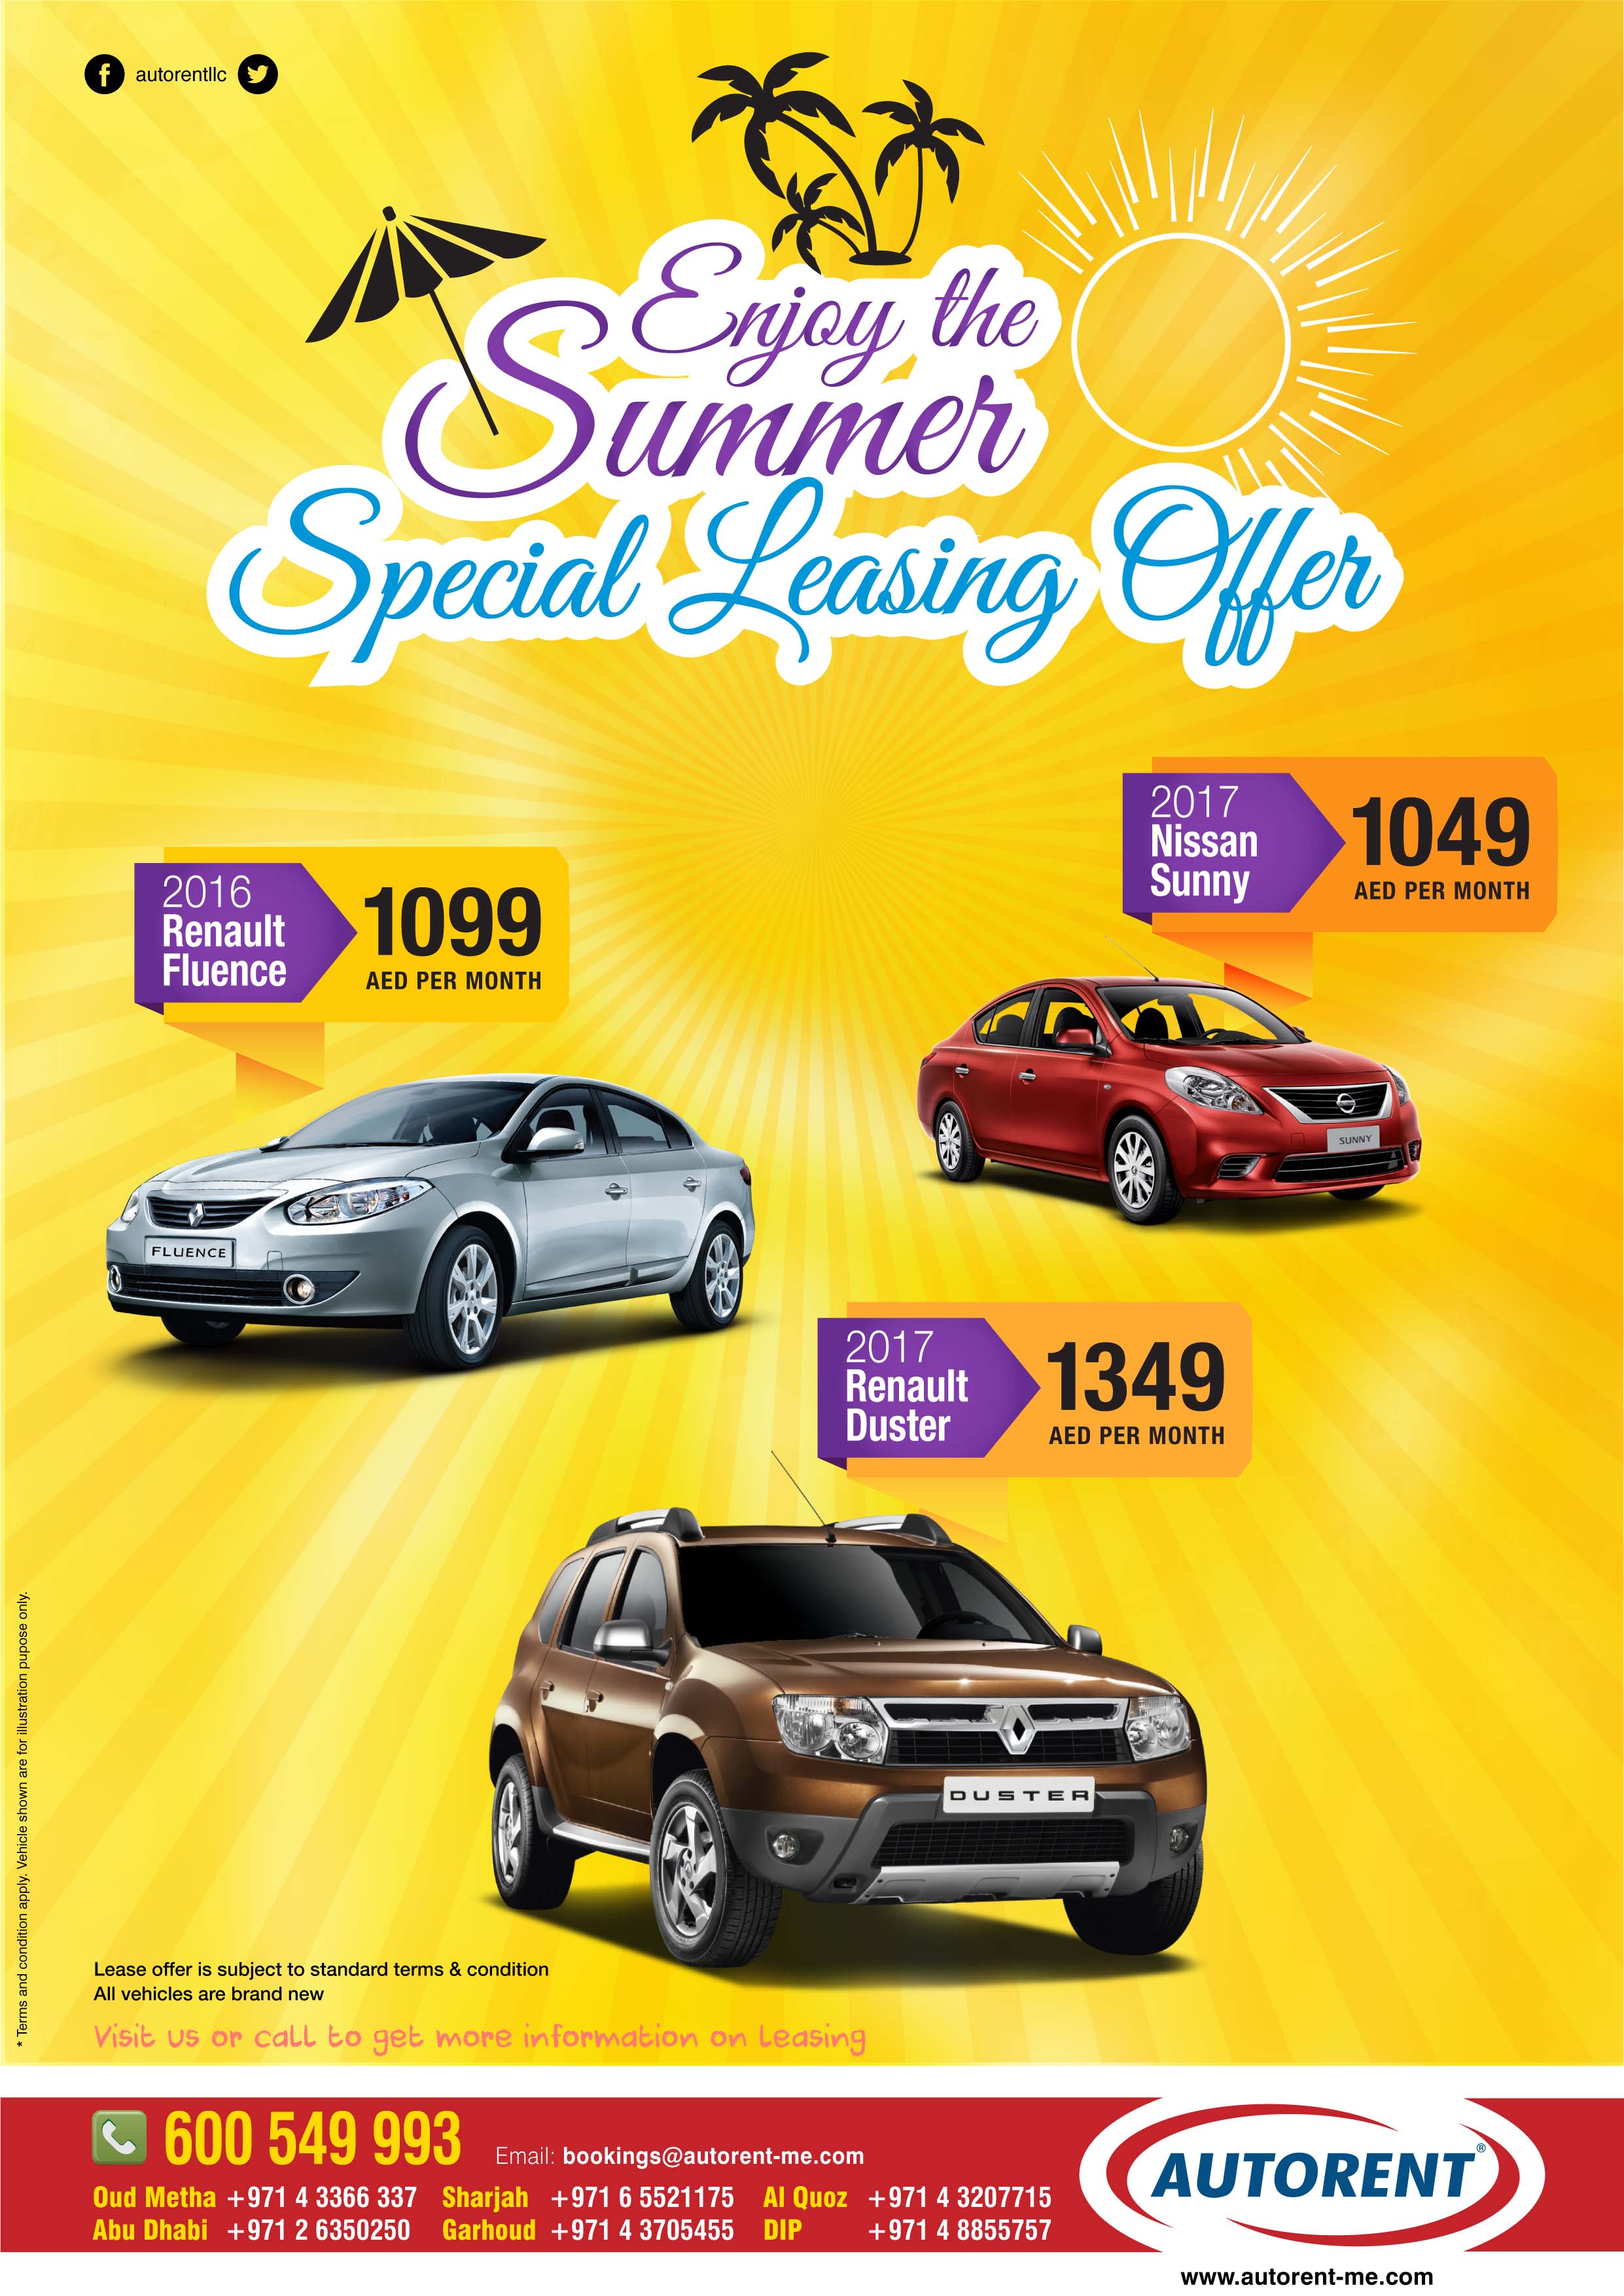 autorentllc
Enjoy the
Summer
Special Leasing Offer
2017
Nissan
Sunny
1049
AED PER MONTH
2016
Renault
Fluence
1099
AED PER MONTH
SUNNY
FLUENCE
2017
Renault
Duster
1349
AED PER MONTH
DUSTER
* Terms and condition apply. Vehicle shown are for illustration pupose only.
Lease offer is subject to standard terms & condition
All vehicles are brand new
Visit us or call to get more information on Leasing
600 549 993 Email: bookings@autorent-me.com
Oud Metha +971 4 3366 337 Sharjah +971 6 5521175 Al Quoz +971 4 3207715
Abu Dhabi +971 2 6350250 Garhoud +971 4 3705455 DIP +971 4 8855757
AUTORENT®
www.autorent-me.com